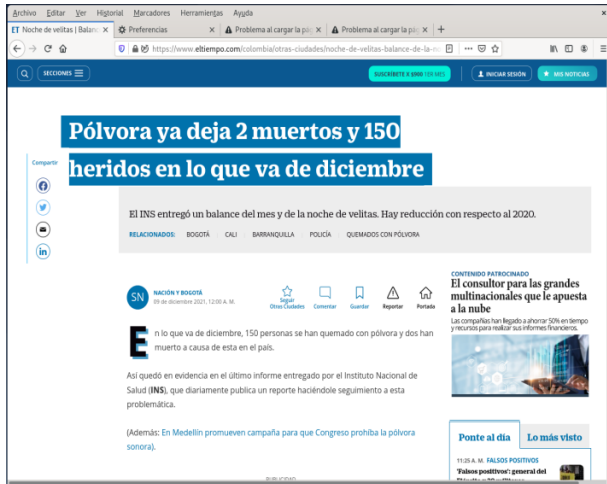 Archivo Editar Ver Historial Marcadores Herramientas Ayuda
ET Noche de velitas | Balanc × Preferencias × Problema al cargar la pág × Problema al cargar la pág × +
https://www.eltiempo.com/colombia/otras-ciudades/noche-de-velitas-balance-de-la-no
SECCIONES
SUSCRÍBETE X $900 1ER MES
INICIAR SESIÓN
MIS NOTICIAS
Pólvora ya deja 2 muertos y 150
heridos en lo que va de diciembre
Compartir
El INS entregó un balance del mes y de la noche de velitas. Hay reducción con respecto al 2020.
RELACIONADOS: BOGOTÁ CALI BARRANQUILLA POLICÍA QUEMADOS CON PÓLVORA
SN
NACIÓN Y BOGOTÁ
09 de diciembre 2021, 12:00 A. M.
Seguir
Otras Ciudades Comentar Guardar Reportar Portada
En lo que va de diciembre, 150 personas se han quemado con pólvora y dos han
muerto a causa de esta en el país.
Así quedó en evidencia en el último informe entregado por el Instituto Nacional de
Salud (INS), que diariamente publica un reporte haciéndole seguimiento a esta
problemática.
(Además: En Medellín promueven campaña para que Congreso prohíba la pólvora
sonora).
PUBLICIDAD
CONTENIDO PATROCINADO
El consultor para las grandes
multinacionales que le apuesta
a la nube
Las compañías han llegado a ahorrar 50% en tiempo
y recursos para realizar sus informes financieros.
Ponte al día Lo más visto
11:25 A. M. FALSOS POSITIVOS
'Falsos positivos': general del